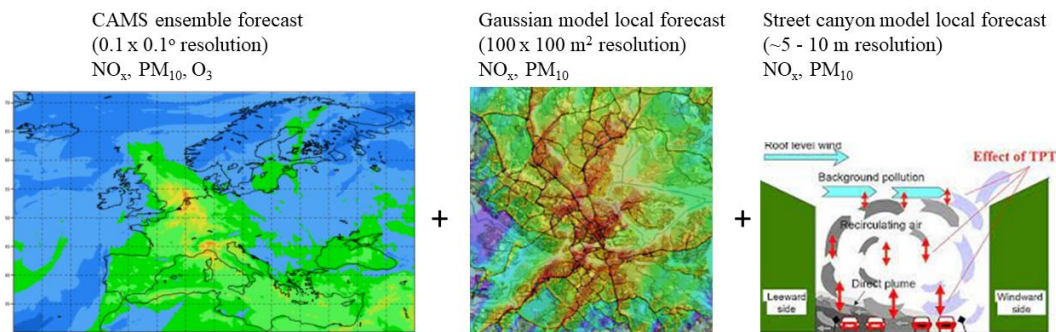 CAMS ensemble forecast
(0.1 x 0.1° resolution)
NOx, PM10, O3
Gaussian model local forecast
(100 x 100 m2 resolution)
NOx, PM10
Street canyon model local forecast
(~5 - 10 m resolution)
NOx, PM10
+
+
Roof level wind
Effect of TPT
Background pollution
Recirculating air
Direct plume
Leeward
side
Windward
side